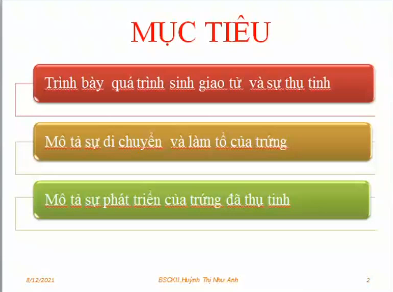 MỤC TIÊU
Trình bày quá trình sinh giao tử và sự thụ tinh
Mô tả sự di chuyển và làm tổ của trứng
Mô tả sự phát triển của trứng đã thụ tinh
8/12/2021
BSCKII.Huỳnh Thị Như Anh
2